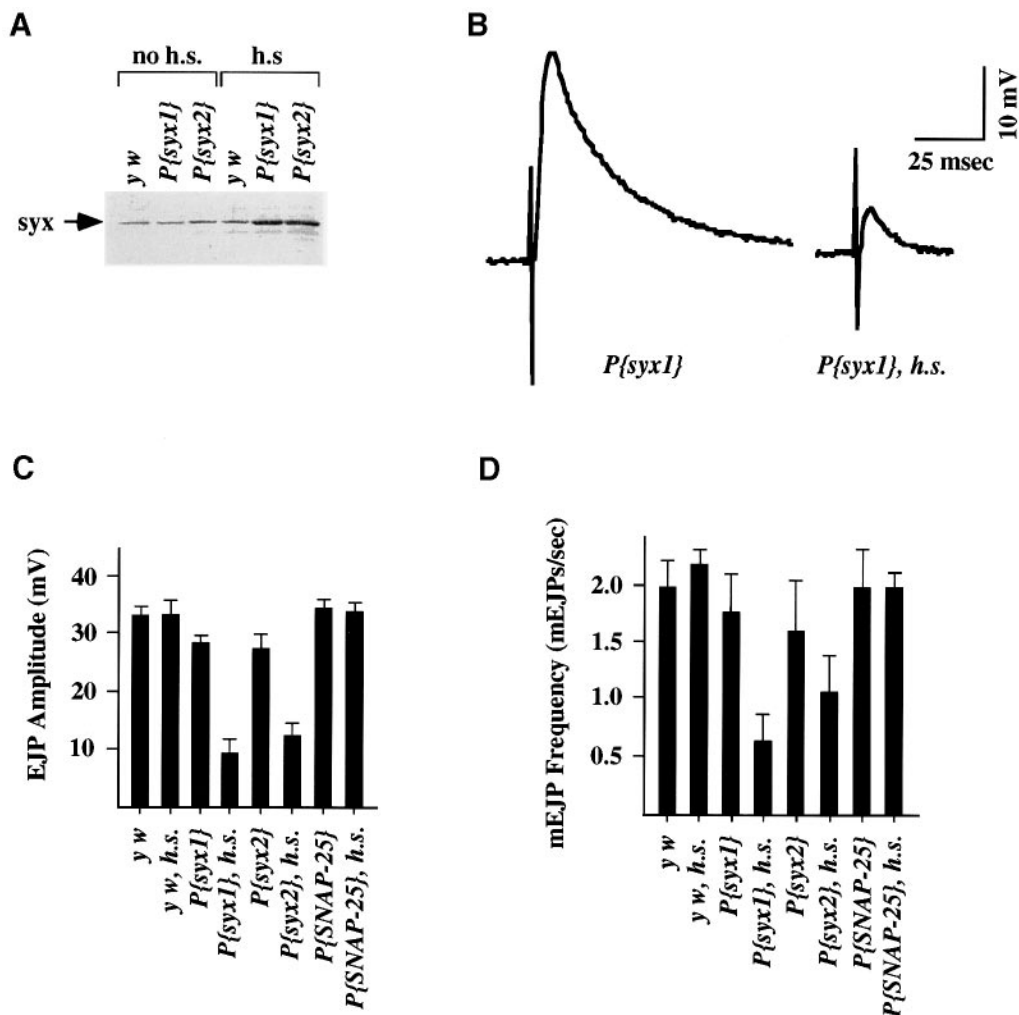 A
no h.s. h.s
y w P{syx1} P{syx2} y w P{syx1} P{syx2}
syx
B
10 mV
25 msec
P{syx1} P{syx1}, h.s.
C
EJP Amplitude (mV)
40
30
20
10
y w
y w, h.s.
P{syx1}
P{syx1}, h.s.
P{syx2}
P{syx2}, h.s.
P{SNAP-25}
P{SNAP-25}, h.s.
D
mEJP Frequency (mEJPs/sec)
2.0
1.5
1.0
0.5
y w
y w, h.s.
P{syx1}
P{syx1}, h.s.
P{syx2}
P{syx2}, h.s.
P{SNAP-25}
P{SNAP-25}, h.s.